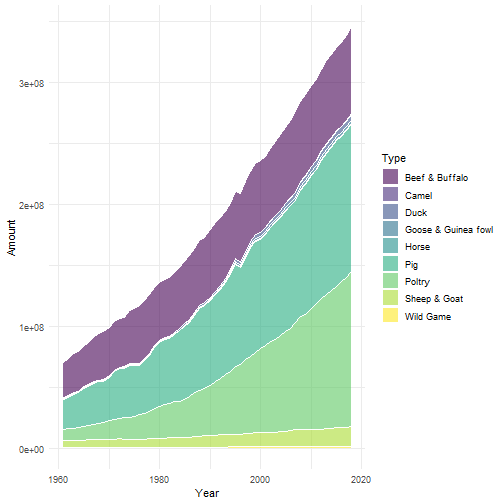 3e+08
2e+08
1e+08
0e+00
Amount
1960
1980
2000
2020
Year
Type
Beef & Buffalo
Camel
Duck
Goose & Guinea fowl
Horse
Pig
Poltry
Sheep & Goat
Wild Game